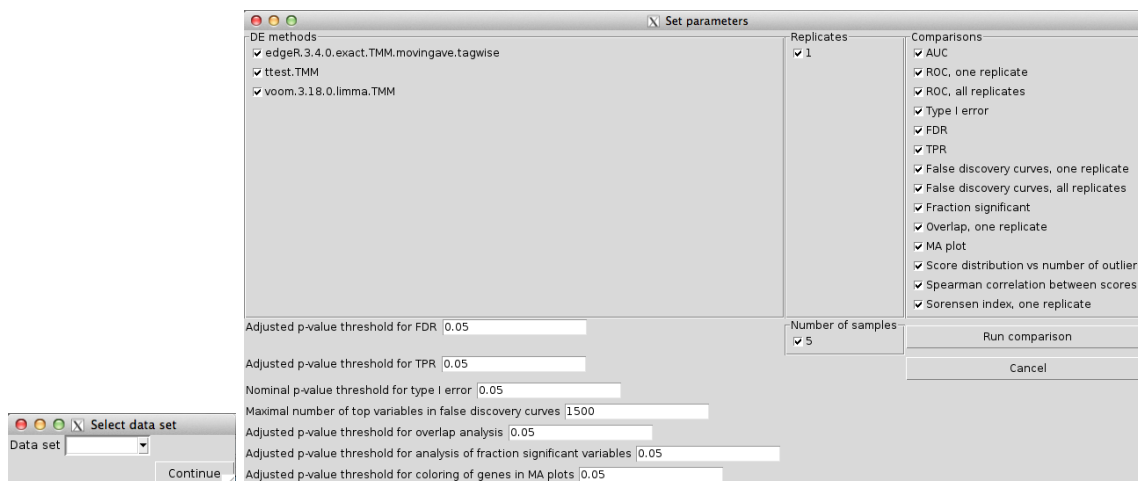 Select data set
Data set
Continue
Set parameters
DE methods
edgeR.3.4.0.exact.TMM.movingave.tagwise
ttest.TMM
voom.3.18.0.limma.TMM
Replicates
1
Comparisons
AUC
ROC, one replicate
ROC, all replicates
Type I error
FDR
TPR
False discovery curves, one replicate
False discovery curves, all replicates
Fraction significant
Overlap, one replicate
MA plot
Score distribution vs number of outlier
Spearman correlation between scores
Sorensen index, one replicate
Adjusted p-value threshold for FDR 0.05
Adjusted p-value threshold for TPR 0.05
Nominal p-value threshold for type I error 0.05
Maximal number of top variables in false discovery curves 1500
Adjusted p-value threshold for overlap analysis 0.05
Adjusted p-value threshold for analysis of fraction significant variables 0.05
Adjusted p-value threshold for coloring of genes in MA plots 0.05
Number of samples
5
Run comparison
Cancel